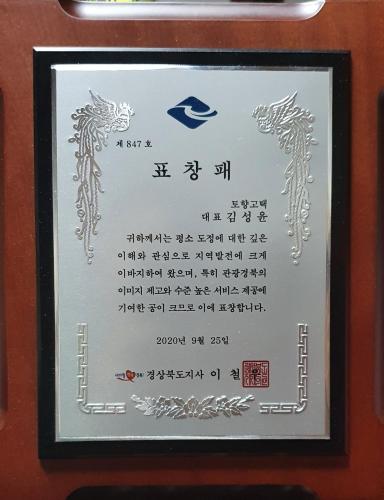 제 847 호
표 창 패
토향고택
대표 김성윤
귀하께서는 평소 도정에 대한 깊은
이해와 관심으로 지역발전에 크게
이바지하여 왔으며, 특히 관광경북의
이미지 제고와 수준 높은 서비스 제공에
기여한 공이 크므로 이에 표창합니다.
2020년 9월 25일
경상북도지사 이 철 우